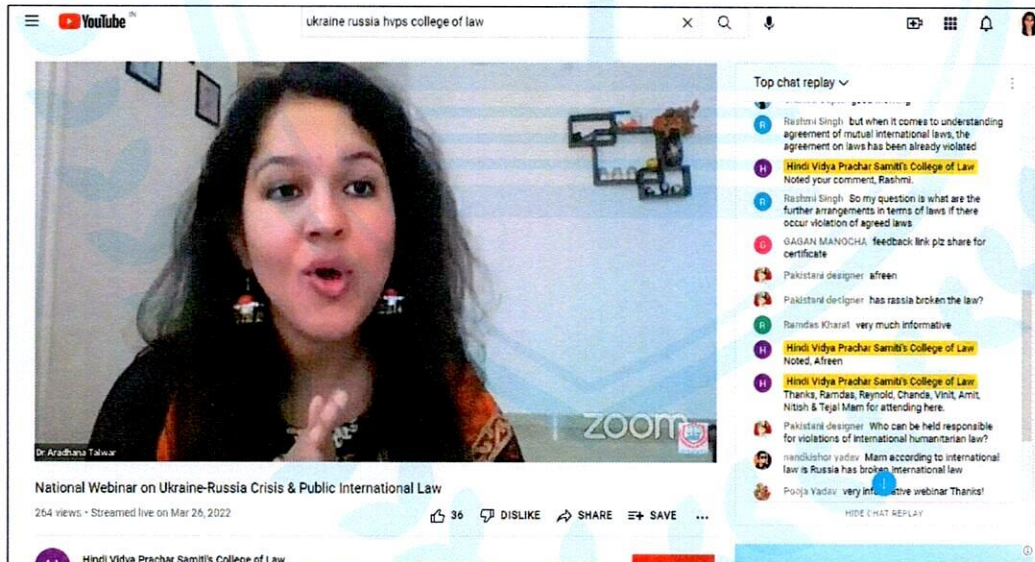 YouTube IN
ukraine russia hvps college of law
zoom
Dr. Aradhana Talwar
National Webinar on Ukraine-Russia Crisis & Public International Law
264 views • Streamed live on Mar 26, 2022
36 DISLIKE SHARE SAVE ...
Hindi Vidya Prachar Samiti's College of Law
Top chat replay
R Rashmi Singh but when it comes to understanding
agreement of mutual international laws, the
agreement on laws has been already violated
H Hindi Vidya Prachar Samiti's College of Law
Noted your comment, Rashmi.
R Rashmi Singh So my question is what are the
further arrangements in terms of laws if there
occur violation of agreed laws
G GAGAN MANOCHA feedback link plz share for
certificate
Pakistani designer afreen
Pakistani designer has rassia broken the law?
R Ramdas Kharat very much informative
H Hindi Vidya Prachar Samiti's College of Law
Noted, Afreen
H Hindi Vidya Prachar Samiti's College of Law
Thanks, Ramdas, Reynold, Chanda, Vinit, Amit,
Nitish & Tejal Mam for attending here.
Pakistani designer Who can be held responsible
for violations of international humanitarian law?
nandkishor yadav Mam according to international
law is Russia has broken international law
Pooja Yadav very webinar Thanks!
HIDE CHAT REPLAY